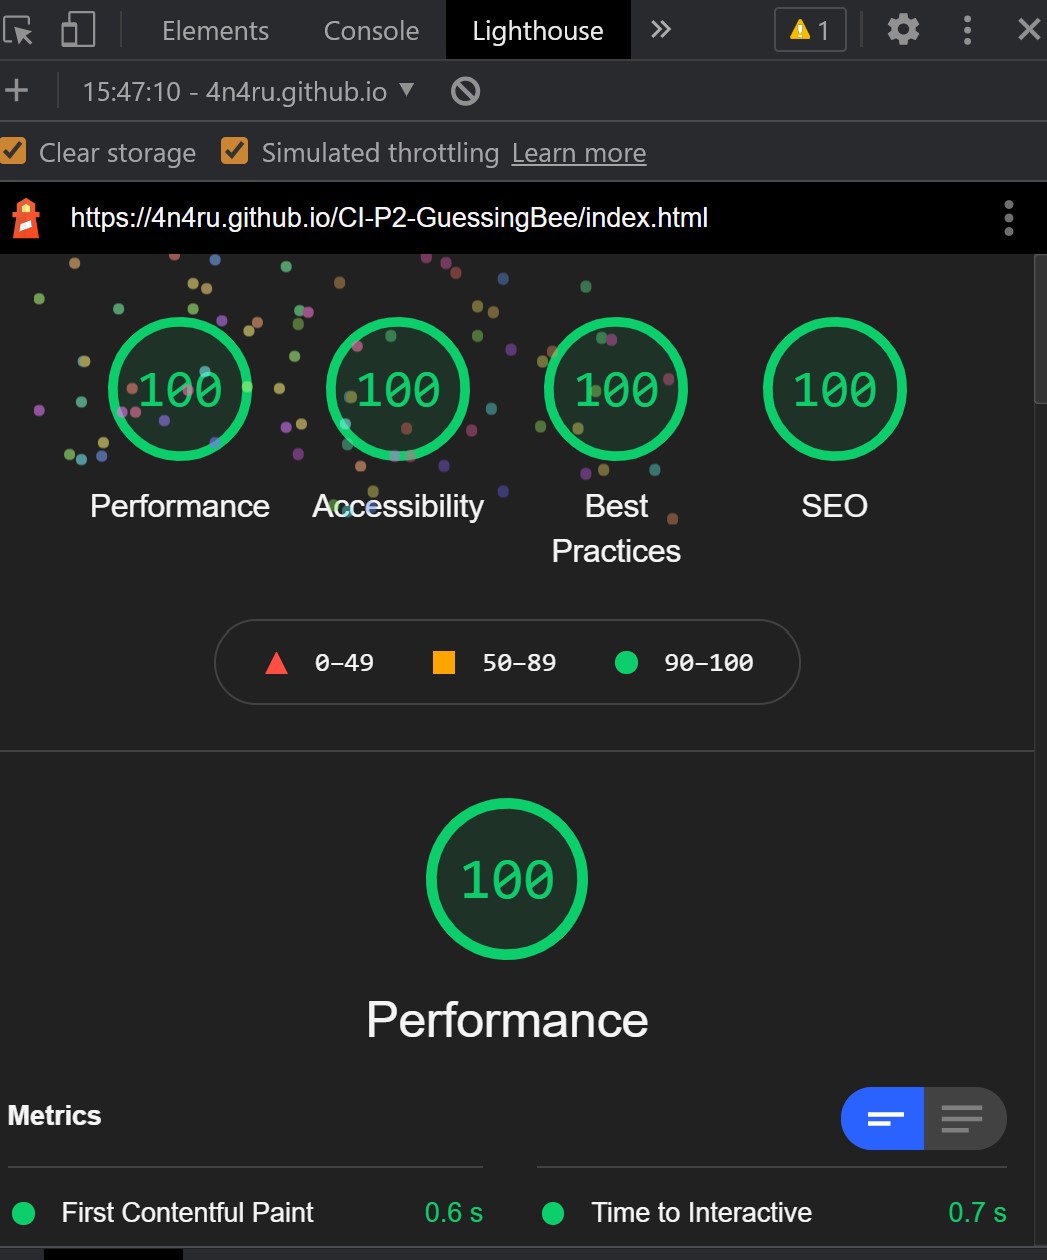 Elements Console Lighthouse 1
15:47:10 - 4n4ru.github.io
Clear storage Simulated throttling Learn more
https://4n4ru.github.io/CI-P2-GuessingBee/index.html
100 100 100 100
Performance Accessibility Best Practices SEO
0–49 50–89 90–100
100
Performance
Metrics
First Contentful Paint 0.6 s Time to Interactive 0.7 s